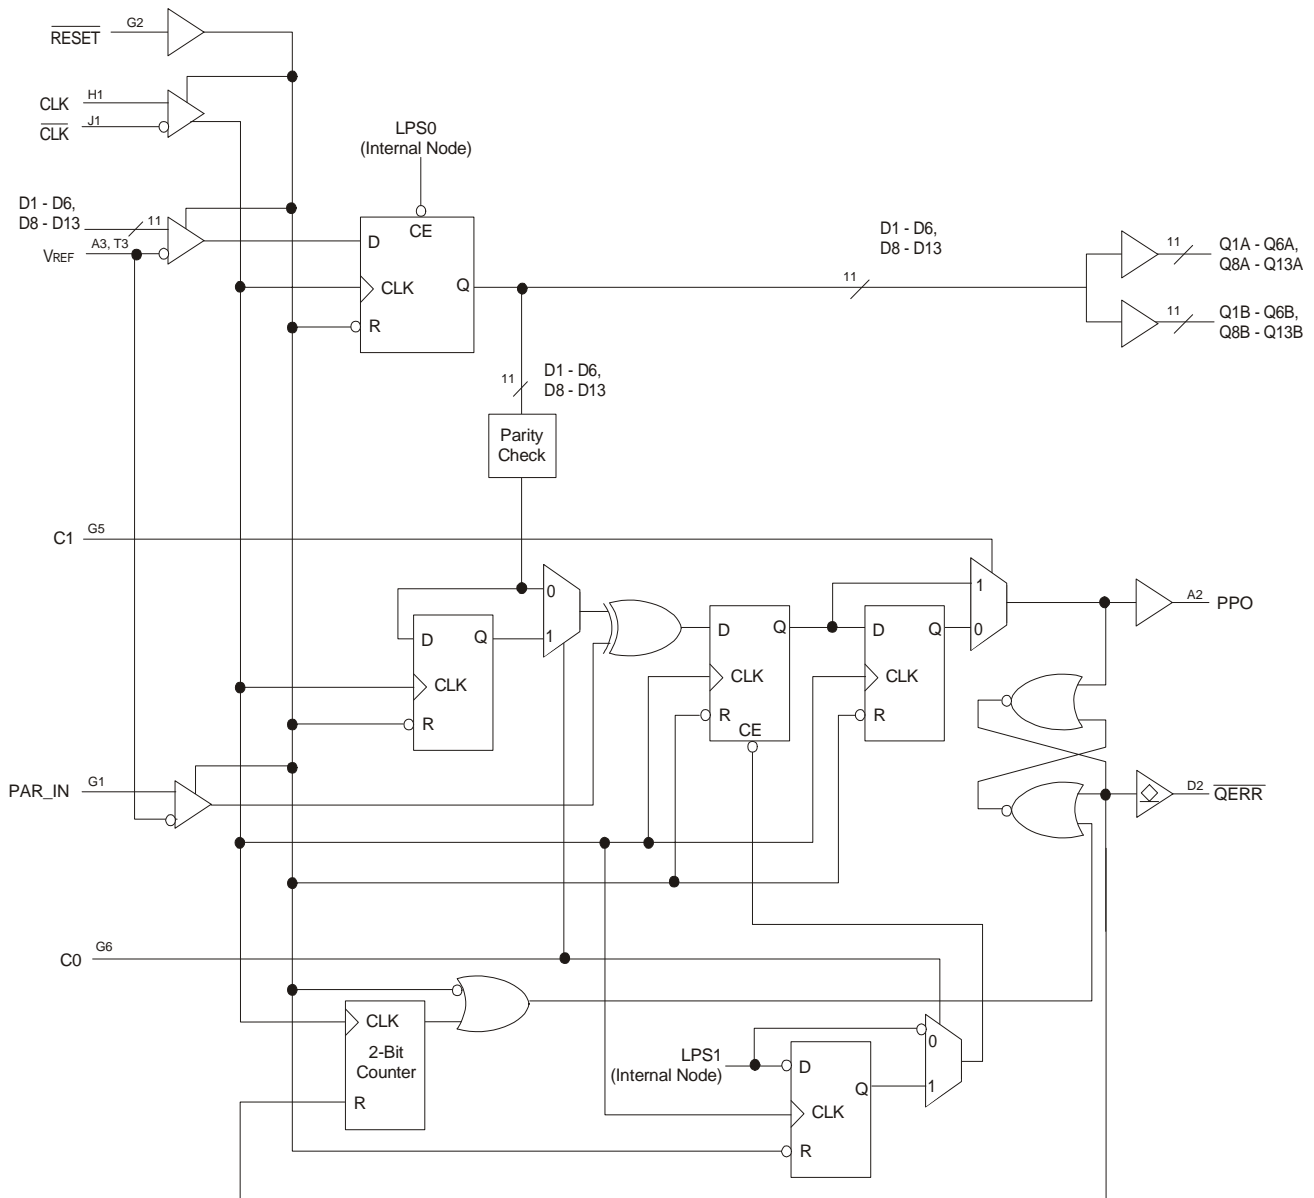 RESET
G2
CLK
H1
CLK
J1
LPS0
(Internal Node)
D1 - D6,
D8 - D13
11
VREF
A3, T3
CE
D
CLK
Q
R
D1 - D6,
D8 - D13
11
11
Q1A - Q6A,
Q8A - Q13A
11
Q1B - Q6B,
Q8B - Q13B
11
D1 - D6,
D8 - D13
Parity
Check
C1
G5
0
1
D
Q
CLK
R
D
Q
CLK
R
CE
D
Q
CLK
R
1
0
A2
PPO
PAR_IN
G1
D2
QERR
C0
G6
CLK
2-Bit
Counter
R
LPS1
(Internal Node)
D
Q
CLK
R
0
1